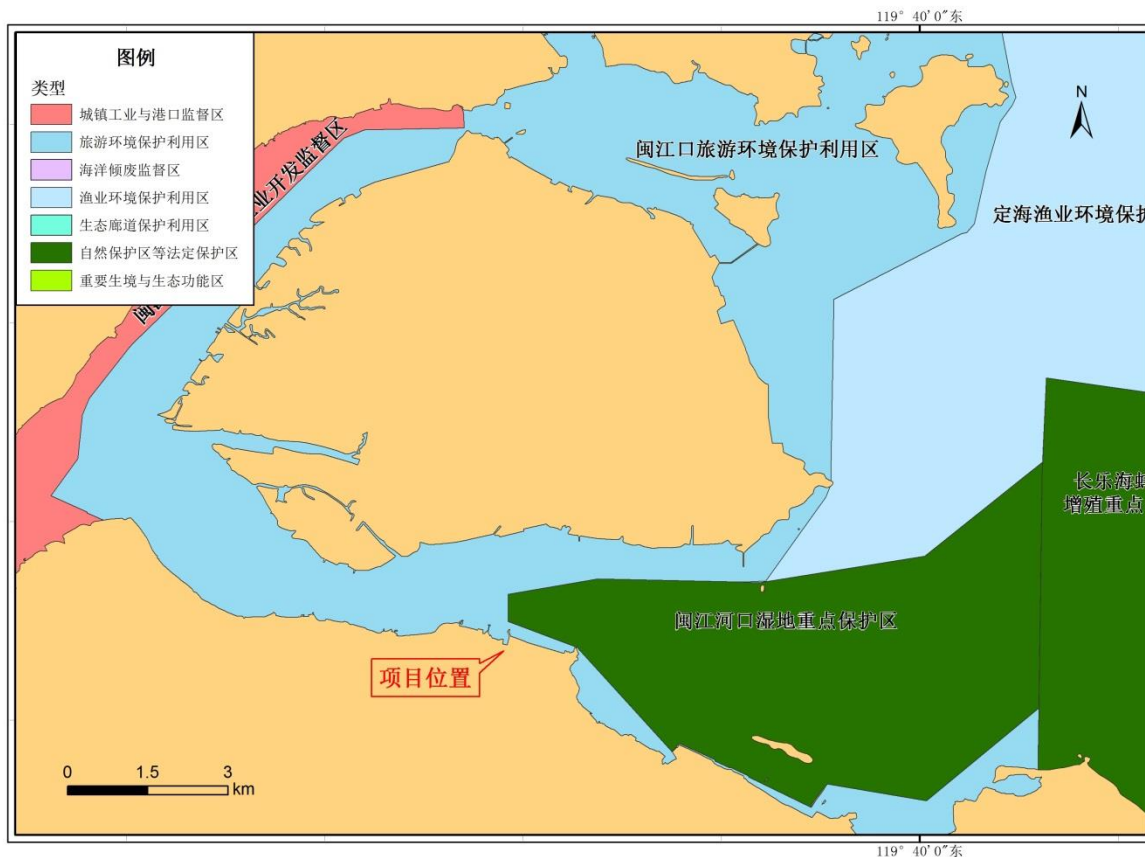 119° 40′0″东
图例
类型
城镇工业与港口监督区
旅游环境保护利用区
海洋倾废监督区
渔业环境保护利用区
生态廊道保护利用区
自然保护区等法定保护区
重要生境与生态功能区
N
闽江口旅游环境保护利用区
业开发监督区
闽
定海渔业环境保护
长乐海蚌
增殖重点
闽江河口湿地重点保护区
项目位置
0 1.5 3
km
119° 40′0″东